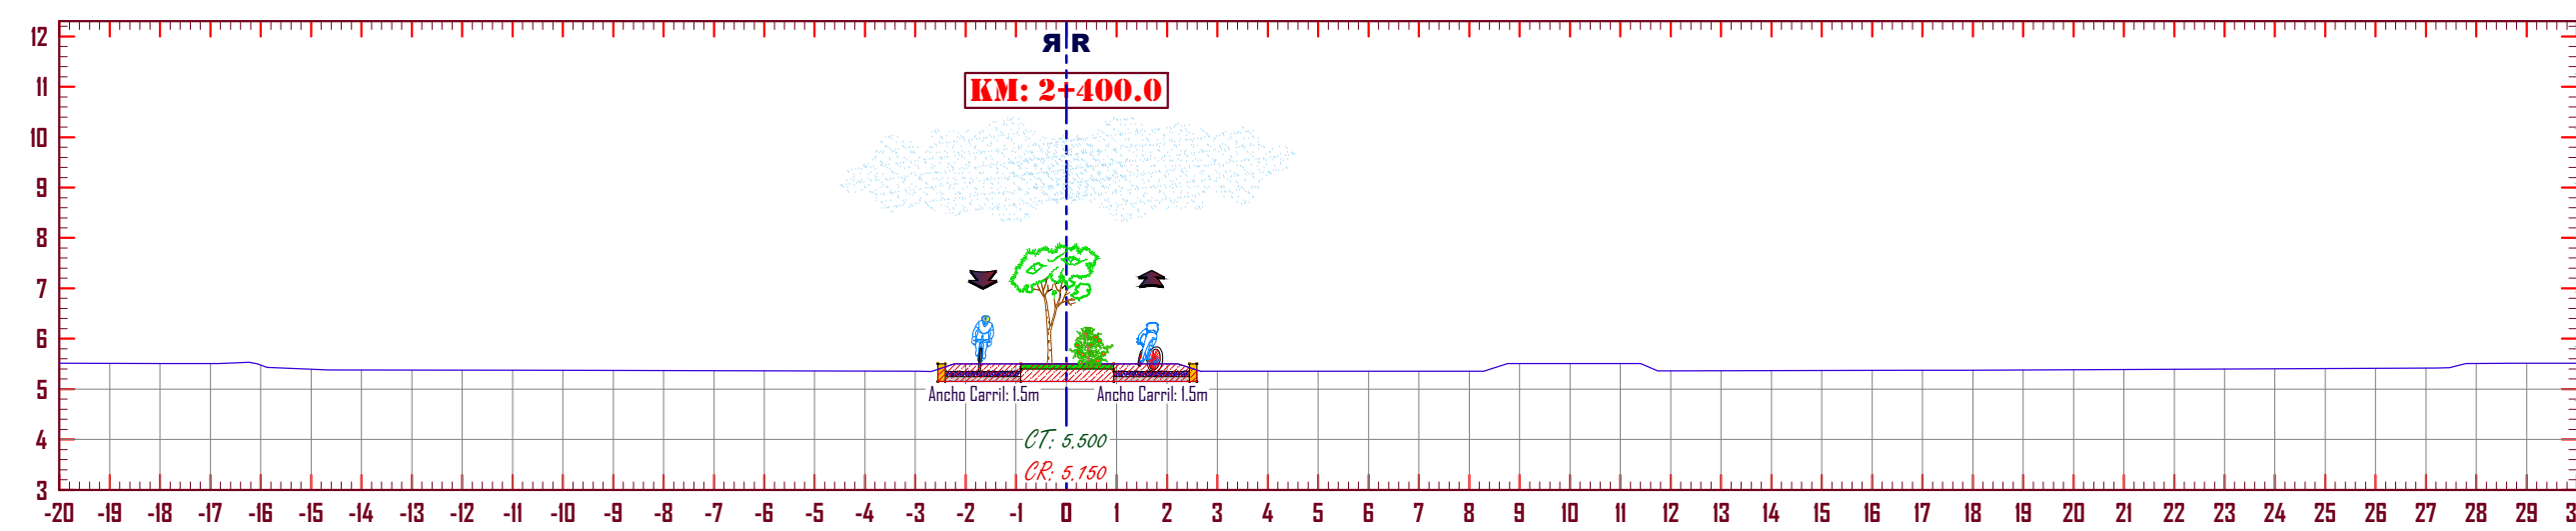 ЯR
KM: 2+400.0
12
11
10
9
8
7
6
5
4
3
Ancho Carril: 1.5m Ancho Carril: 1.5m
CT: 5,500
CR: 5,150
-20 -19 -18 -17 -16 -15 -14 -13 -12 -11 -10 -9 -8 -7 -6 -5 -4 -3 -2 -1 0 1 2 3 4 5 6 7 8 9 10 11 12 13 14 15 16 17 18 19 20 21 22 23 24 25 26 27 28 29